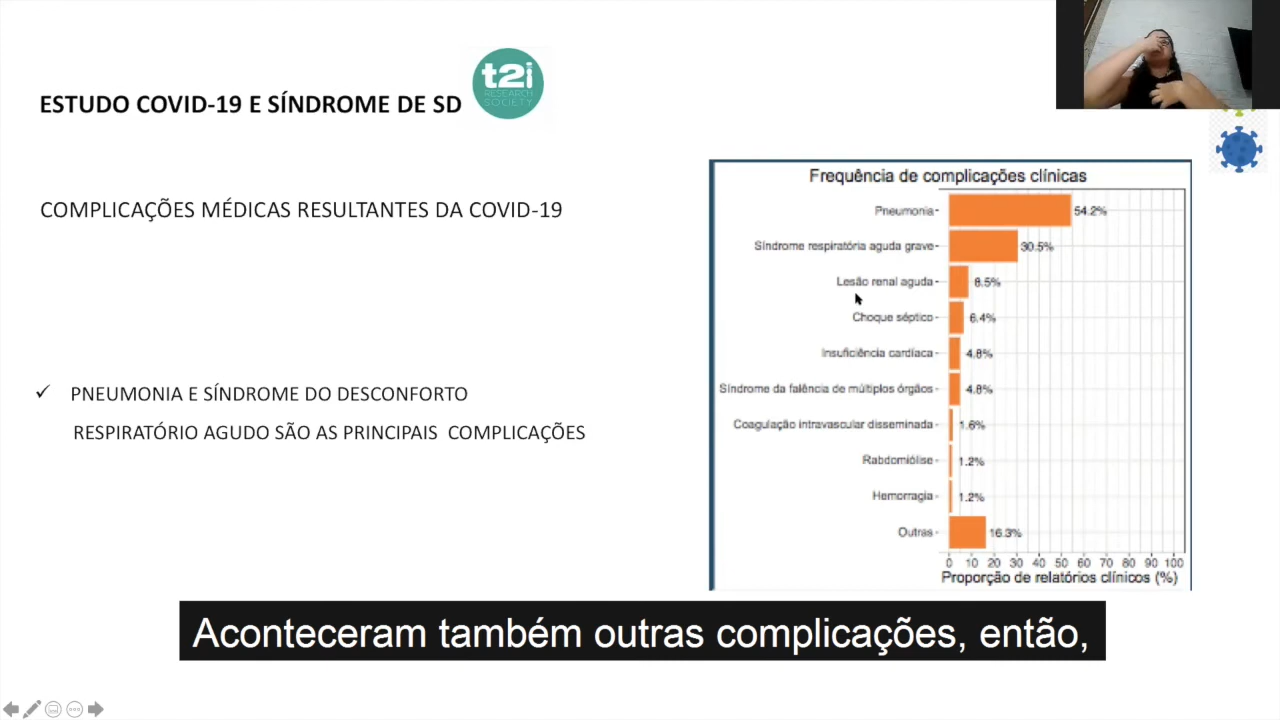 ESTUDO COVID-19 E SÍNDROME DE SD
t2i
RESEARCH
SOCIETY
COMPLICAÇÕES MÉDICAS RESULTANTES DA COVID-19
✓ PNEUMONIA E SÍNDROME DO DESCONFORTO
RESPIRATÓRIO AGUDO SÃO AS PRINCIPAIS COMPLICAÇÕES
Frequência de complicações clínicas
Pneumonia 54.2%
Síndrome respiratória aguda grave 30.5%
Lesão renal aguda 8.5%
Choque séptico 6.4%
Insuficiência cardíaca 4.8%
Síndrome da falência de múltiplos órgãos 4.8%
Coagulação intravascular disseminada 1.6%
Rabdomiólise 1.2%
Hemorragia 1.2%
Outras 16.3%
0 10 20 30 40 50 60 70 80 90 100
Proporção de relatórios clínicos (%)
Aconteceram também outras complicações, então,